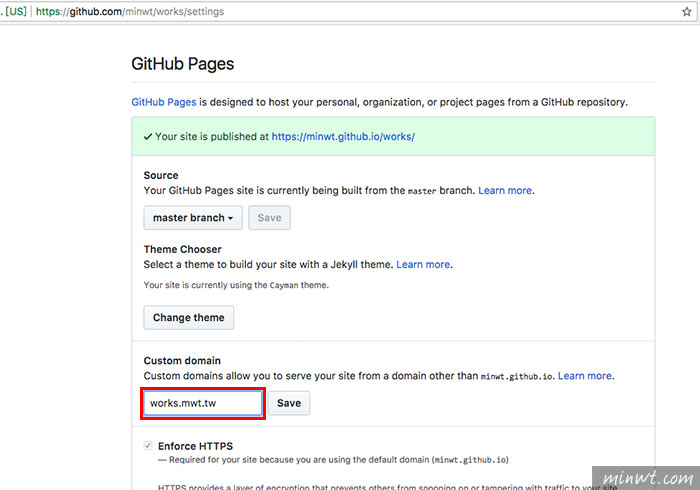 . [US] https://github.com/minwt/works/settings
GitHub Pages
GitHub Pages is designed to host your personal, organization, or project pages from a GitHub repository.
✓ Your site is published at https://minwt.github.io/works/
Source
Your GitHub Pages site is currently being built from the master branch. Learn more.
master branch Save
Theme Chooser
Select a theme to build your site with a Jekyll theme. Learn more.
Your site is currently using the Cayman theme.
Change theme
Custom domain
Custom domains allow you to serve your site from a domain other than minwt.github.io. Learn more.
works.mwt.tw Save
Enforce HTTPS
— Required for your site because you are using the default domain (minwt.github.io)
HTTPS provides a layer of encryption that prevents others from snooping on or tampering with traffic to your site.
minwt.com